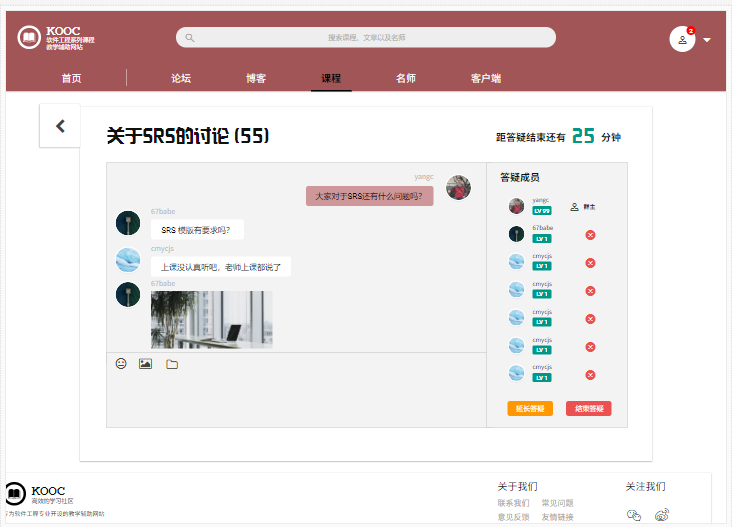 KOOC
软件工程系列课程
教学辅助网站
搜索课程、文章以及名师
2
首页
论坛
博客
课程
名师
客户端
关于SRS的讨论 (55)
距答疑结束还有 25 分钟
yangc
大家对于SRS还有什么问题吗?
67babe
SRS 模版有要求吗?
cmycjs
上课没认真听吧，老师上课都说了
67babe
答疑成员
yangc
LV 99
群主
67babe
LV 1
cmycjs
LV 1
cmycjs
LV 1
cmycjs
LV 1
cmycjs
LV 1
cmycjs
LV 1
延长答疑
结束答疑
KOOC
高效的学习社区
为软件工程专业开设的教学辅助网站
关于我们
联系我们
常见问题
意见反馈
友情链接
关注我们